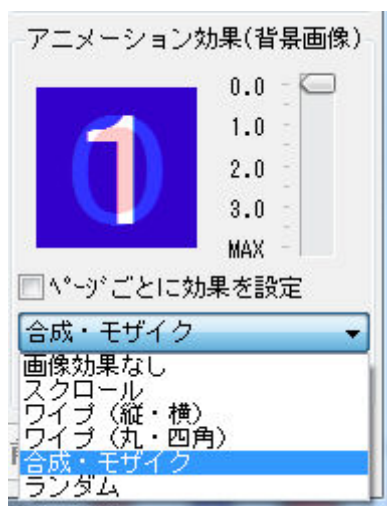 アニメーション効果(背景画像)
0.0
1.0
2.0
3.0
MAX
1
0
ﾍﾟｰｼﾞごとに効果を設定
合成・モザイク
画像効果なし
スクロール
ワイプ（縦・横）
ワイプ（丸・四角）
合成・モザイク
ランダム